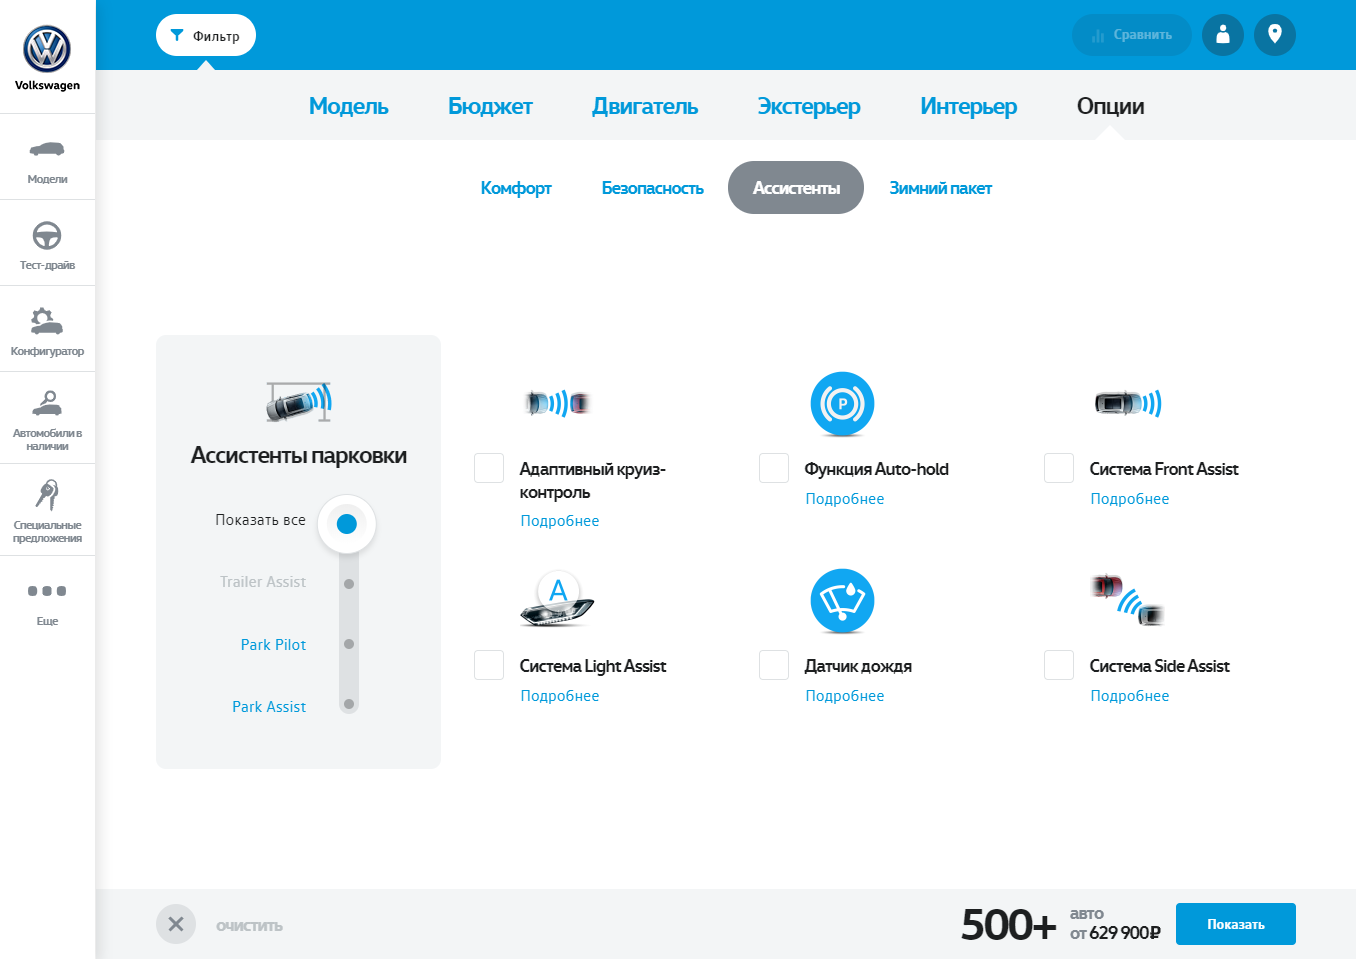 Фильтр
Сравнить
Volkswagen
Модель
Бюджет
Двигатель
Экстерьер
Интерьер
Опции
Комфорт
Безопасность
Ассистенты
Зимний пакет
Модели
Тест-драйв
Конфигуратор
Автомобили в
наличии
Специальные
предложения
Еще
Ассистенты парковки
Показать все
Trailer Assist
Park Pilot
Park Assist
Адаптивный круиз-
контроль
Подробнее
P
Функция Auto-hold
Подробнее
Система Front Assist
Подробнее
A
Система Light Assist
Подробнее
Датчик дождя
Подробнее
Система Side Assist
Подробнее
очистить
500+
авто
от 629 900₽
Показать